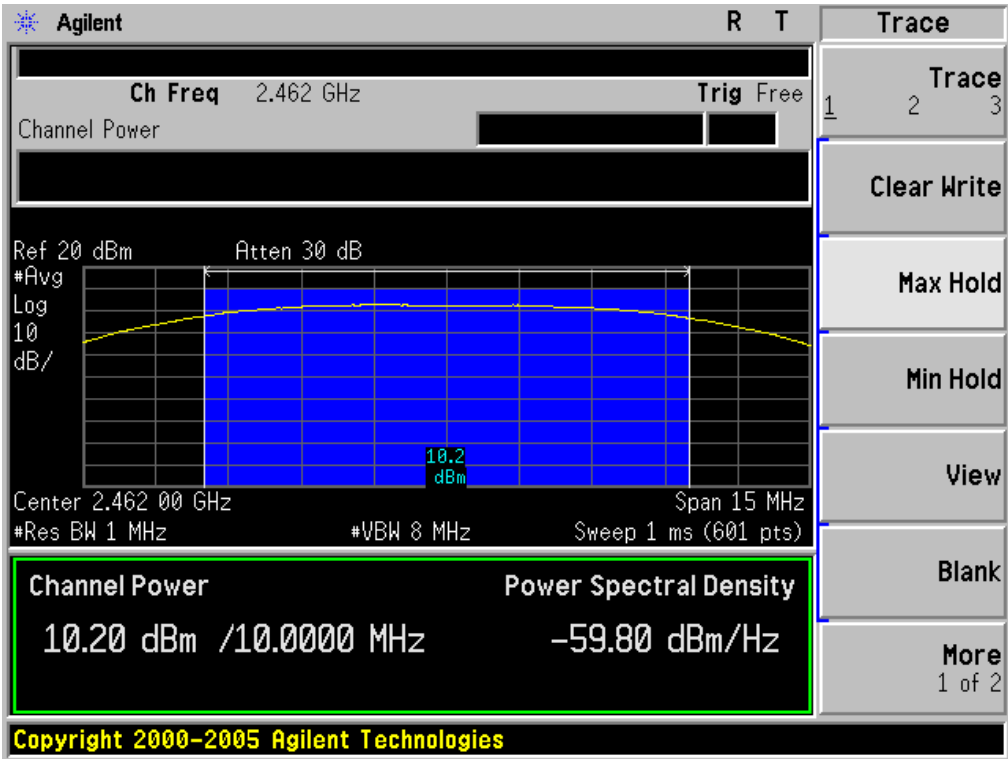 Agilent R T
Ch Freq 2.462 GHz Trig Free
Channel Power
Ref 20 dBm Atten 30 dB
#Avg
Log
10
dB/
10.2
dBm
Center 2.462 00 GHz Span 15 MHz
#Res BW 1 MHz #VBW 8 MHz Sweep 1 ms (601 pts)
Channel Power Power Spectral Density
10.20 dBm /10.0000 MHz -59.80 dBm/Hz
Copyright 2000-2005 Agilent Technologies
Trace
Trace
1 2 3
Clear Write
Max Hold
Min Hold
View
Blank
More
1 of 2